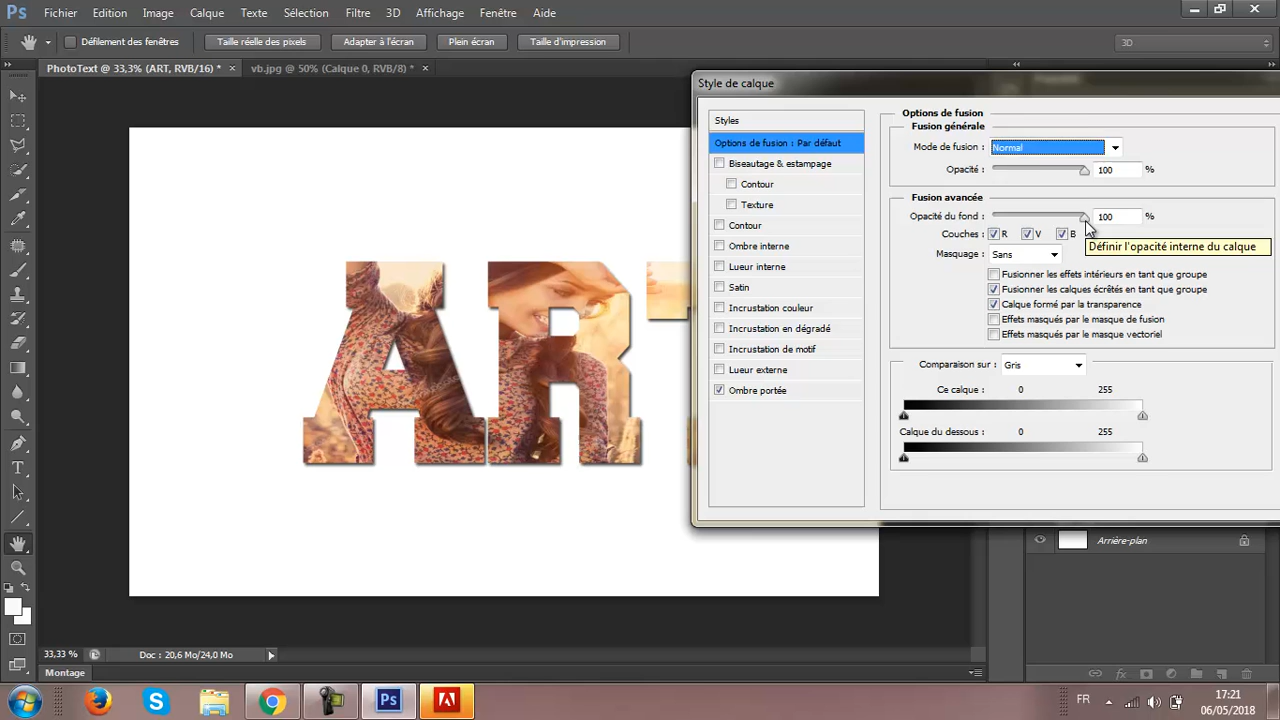 Ps Fichier Edition Image Calque Texte Sélection Filtre 3D Affichage Fenêtre Aide
Défilement des fenêtres Taille réelle des pixels Adapter à l'écran Plein écran Taille d'impression 3D
PhotoText @ 33,3% (ART, RVB/16) * × vb.jpg @ 50% (Calque 0, RVB/8) * ×
Style de calque
Styles
Options de fusion : Par défaut
Biseautage & estampage
Contour
Texture
Contour
Ombre interne
Lueur interne
Satin
Incrustation couleur
Incrustation en dégradé
Incrustation de motif
Lueur externe
Ombre portée
Options de fusion
Fusion générale
Mode de fusion : Normal
Opacité : 100 %
Fusion avancée
Opacité du fond : 100 %
Couches : R V B
Définir l'opacité interne du calque
Masquage : Sans
Fusionner les effets intérieurs en tant que groupe
Fusionner les calques écrêtés en tant que groupe
Calque formé par la transparence
Effets masqués par le masque de fusion
Effets masqués par le masque vectoriel
Comparaison sur : Gris
Ce calque : 0 255
Calque du dessous : 0 255
ART
Arrière-plan
33,33 % Doc : 20,6 Mo/24,0 Mo
Montage
Ps
FR
17:21
06/05/2018